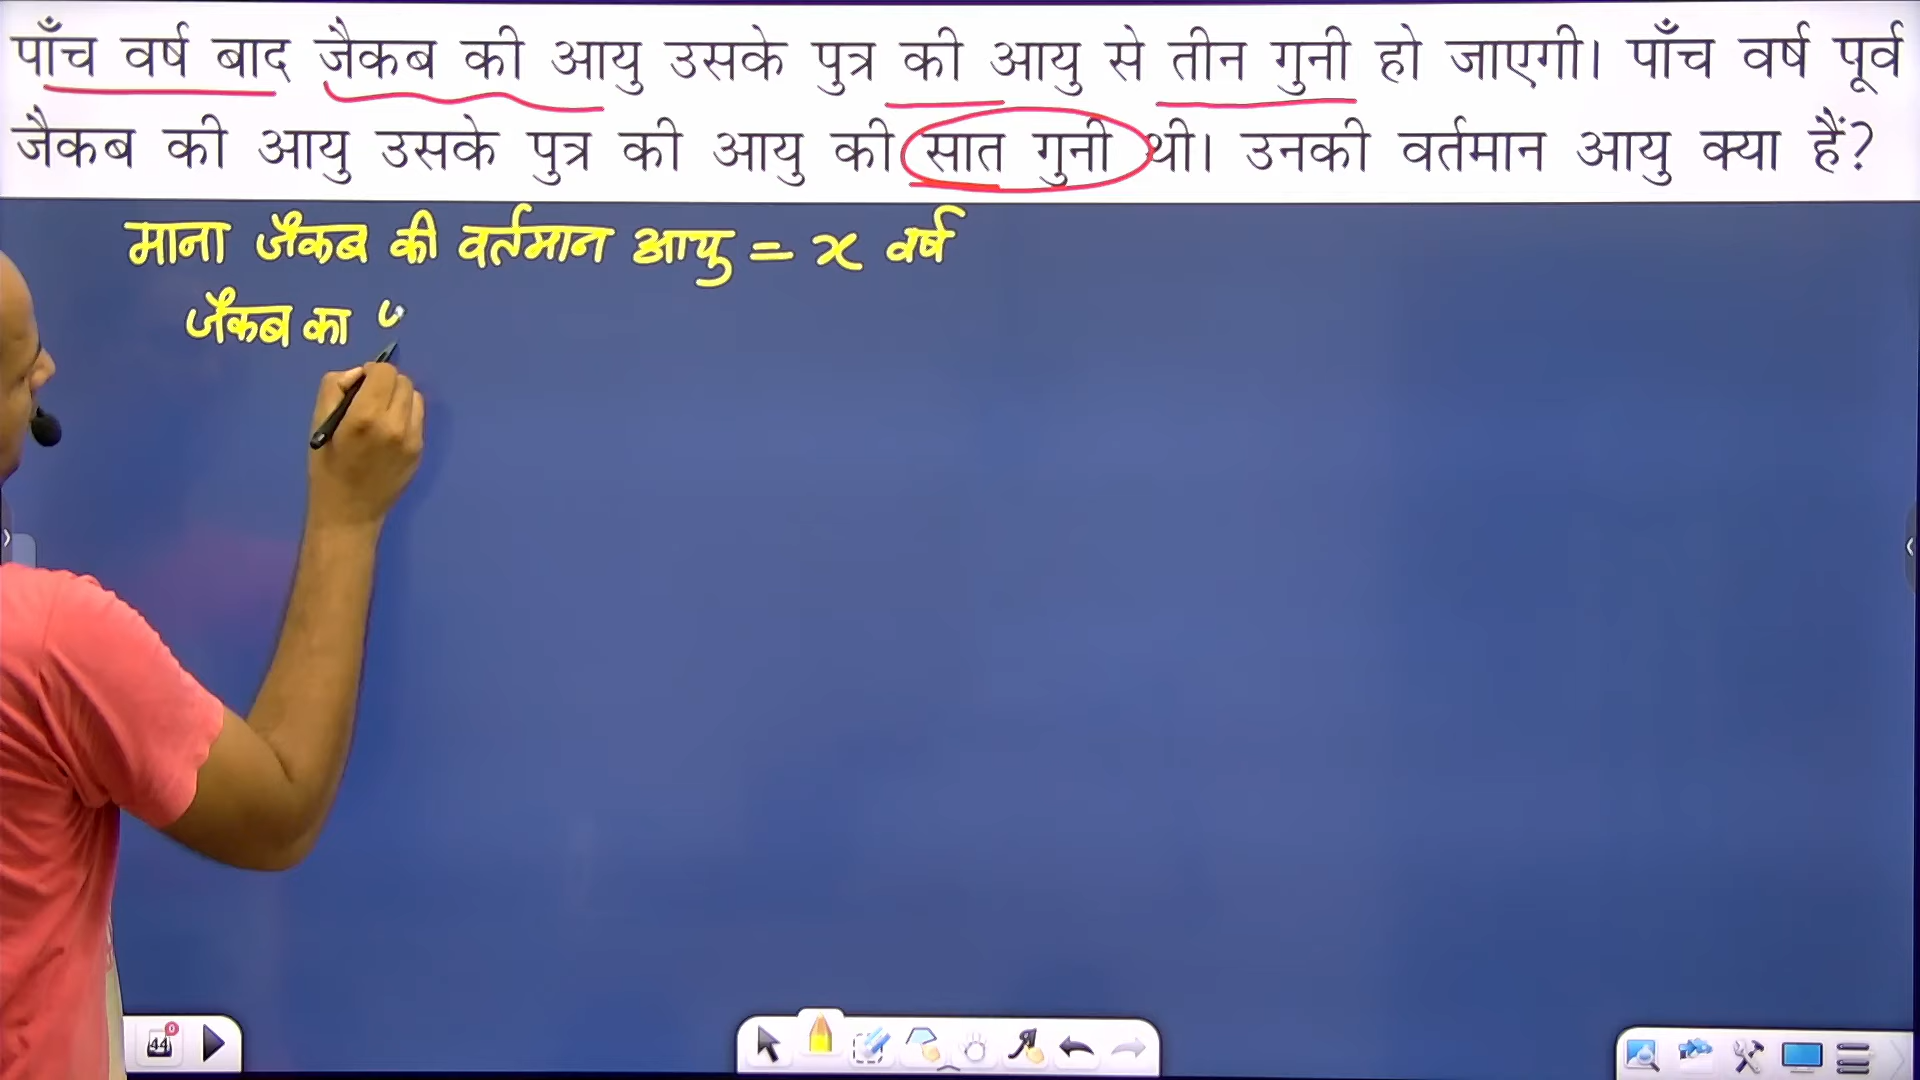 पाँच वर्ष बाद जैकब की आयु उसके पुत्र की आयु से तीन गुनी हो जाएगी। पाँच वर्ष पूर्व
जैकब की आयु उसके पुत्र की आयु की सात गुनी थी। उनकी वर्तमान आयु क्या हैं?
माना जैकब की वर्तमान आयु = x वर्ष
जैकब का
44
0